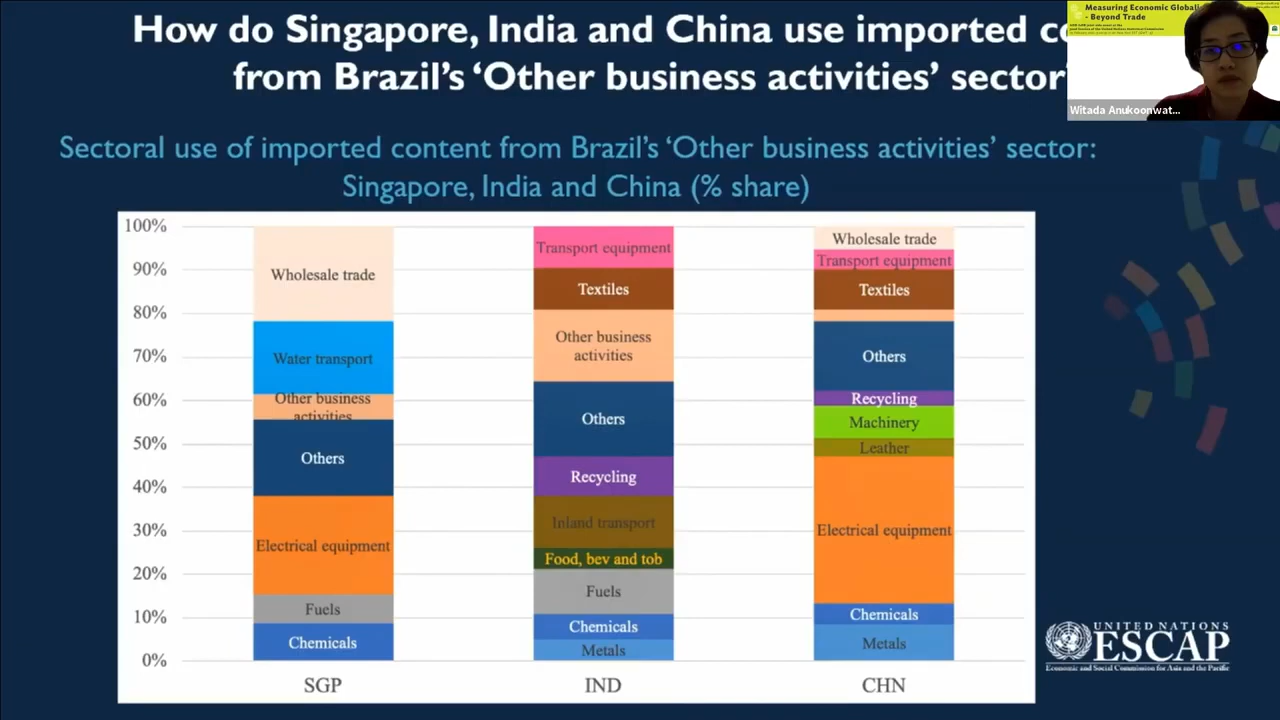 How do Singapore, India and China use imported co
from Brazil's 'Other business activities' sector
Measuring Economic Globali
- Beyond Trade
Witada Anukoonwat...
Sectoral use of imported content from Brazil's 'Other business activities' sector:
Singapore, India and China (% share)
100%
90%
80%
70%
60%
50%
40%
30%
20%
10%
0%
Wholesale trade
Water transport
Other business
activities
Others
Electrical equipment
Fuels
Chemicals
SGP
Transport equipment
Textiles
Other business
activities
Others
Recycling
Inland transport
Food, bev and tob
Fuels
Chemicals
Metals
IND
Wholesale trade
Transport equipment
Textiles
Others
Recycling
Machinery
Leather
Electrical equipment
Chemicals
Metals
CHN
UNITED NATIONS
ESCAP
Economic and Social Commission for Asia and the Pacific